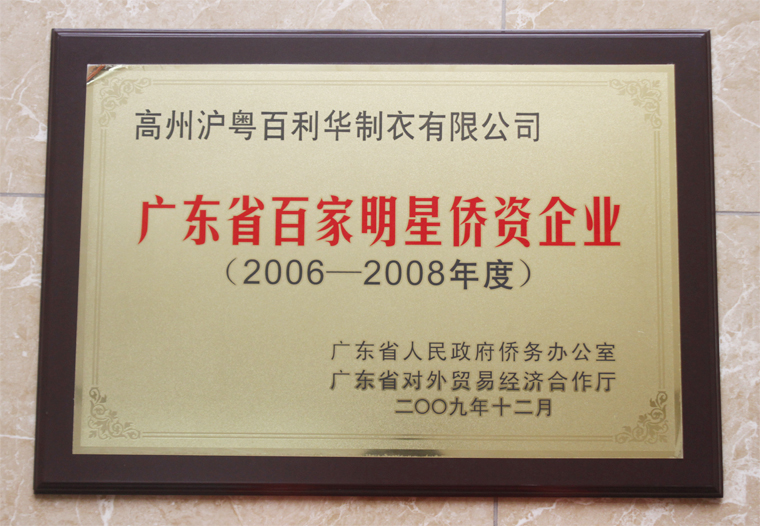 高州沪粤百利华制衣有限公司
广东省百家明星侨资企业
（2006—2008年度）
广东省人民政府侨务办公室
广东省对外贸易经济合作厅
二〇〇九年十二月